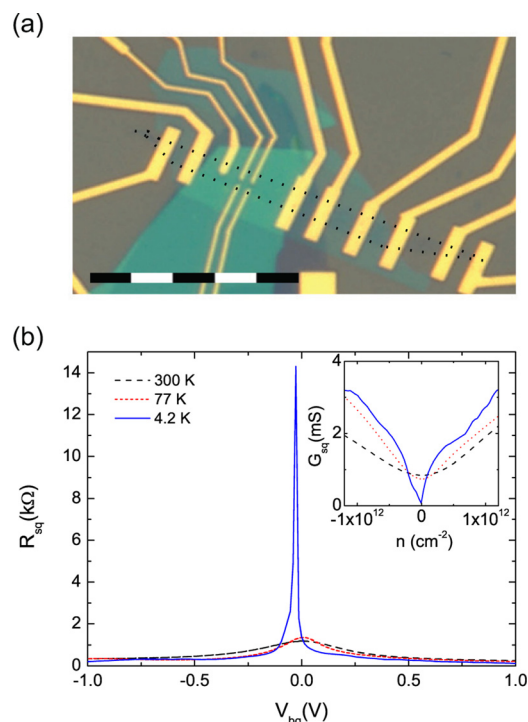 (a)
(b)
14
12
10
8
6
4
2
0
R_sq(kΩ)
300 K
77 K
4.2 K
4
2
0
G_sq(mS)
-1x10^12 0 1x10^12
n (cm^-2)
-1.0 -0.5 0.0 0.5 1.0
V_bg(V)